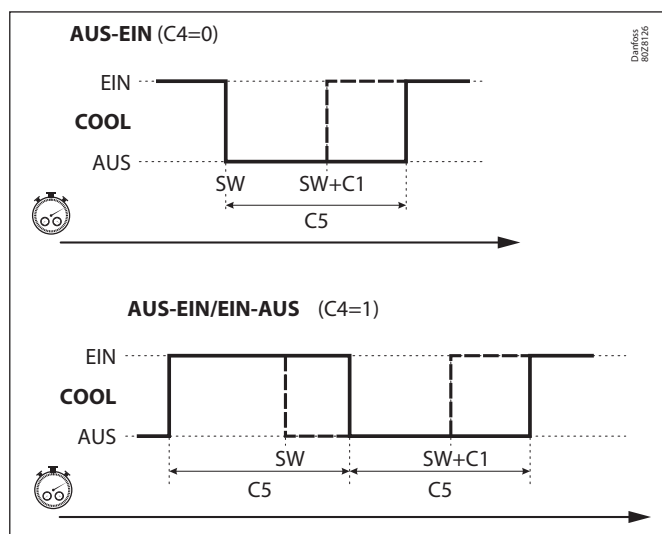 AUS-EIN (C4=0)
Danfoss
80Z8126
EIN
COOL
AUS
SW SW+C1
C5
AUS-EIN/EIN-AUS (C4=1)
EIN
COOL
AUS
SW SW+C1
C5 C5